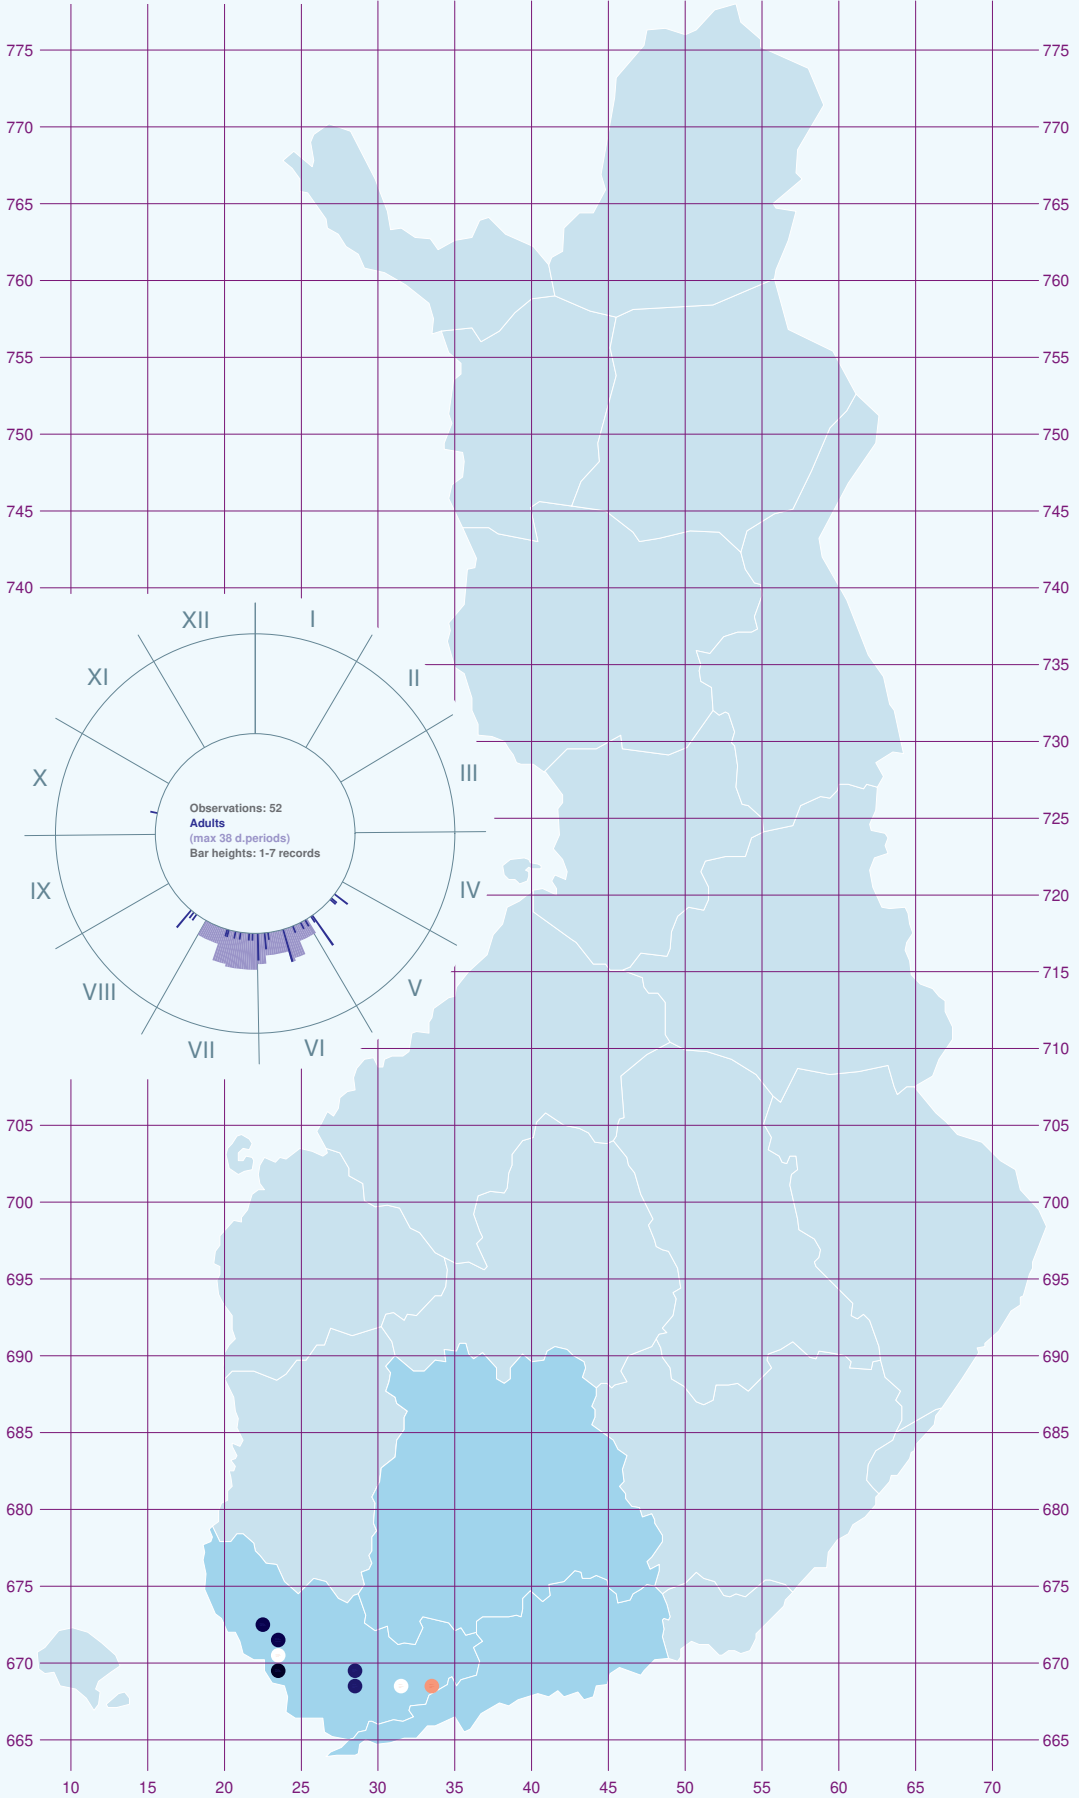 775 775
770 770
765 765
760 760
755 755
750 750
745 745
740 740
XII I
XI II
735
730
X III
725
Observations: 52
Adults
(max 38 d.periods)
Bar heights: 1-7 records
IX IV 720
VIII V 715
VII VI 710
705 705
700 700
695 695
690 690
685 685
680 680
675 675
670 670
665 665
10 15 20 25 30 35 40 45 50 55 60 65 70